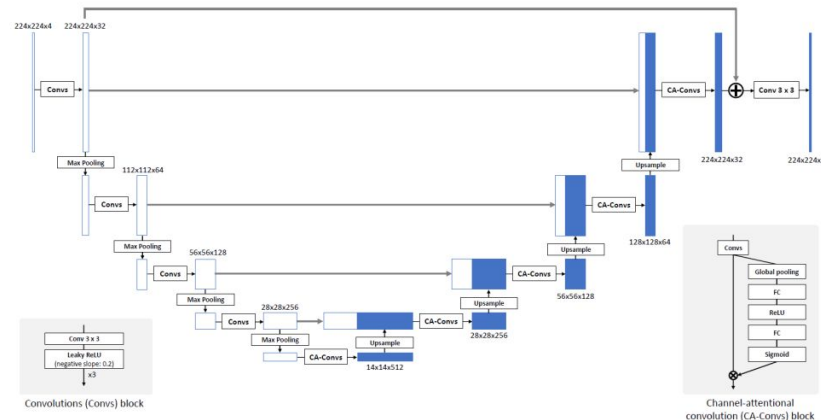 224x224x4
224x224x32
Convs
CA-Convs
Conv 3 x 3
224x224x32
224x224x
Max Pooling
Upsample
112x112x64
Convs
CA-Convs
128x128x64
Max Pooling
Upsample
56x56x128
Convs
CA-Convs
56x56x128
Max Pooling
Upsample
28x28x256
Convs
CA-Convs
28x28x256
Max Pooling
Upsample
CA-Convs
14x14x512
Conv 3 x 3
Leaky ReLU
(negative slope: 0.2)
x3
Convolutions (Convs) block
Convs
Global pooling
FC
ReLU
FC
Sigmoid
Channel-attentional
convolution (CA-Convs) block